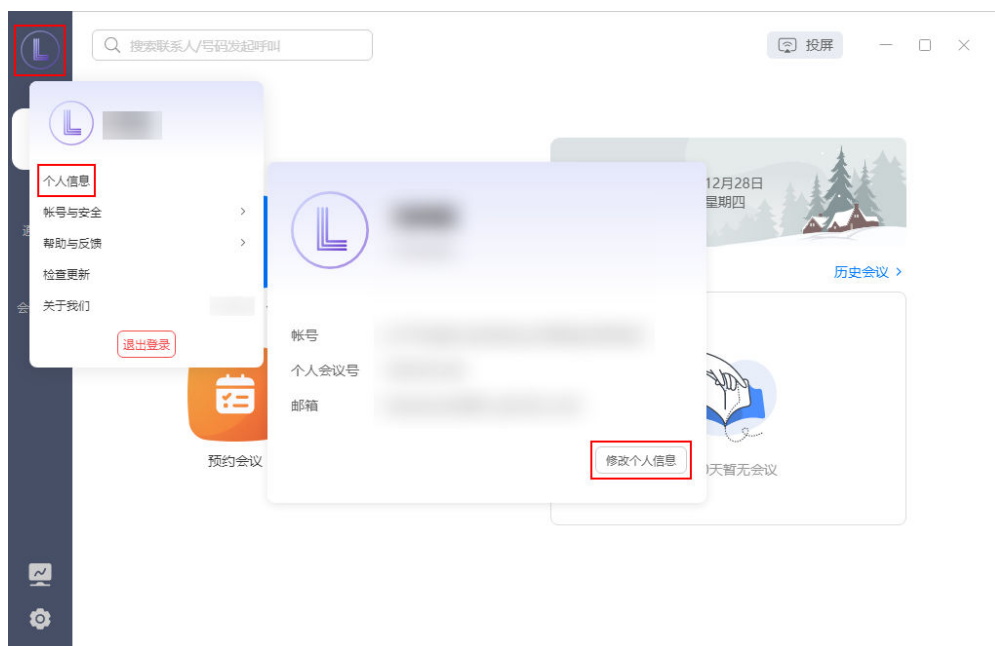 搜索联系人/号码发起呼叫
投屏
个人信息
帐号与安全
帮助与反馈
检查更新
关于我们
退出登录
12月28日
星期四
历史会议
帐号
个人会议号
邮箱
修改个人信息
预约会议
天暂无会议